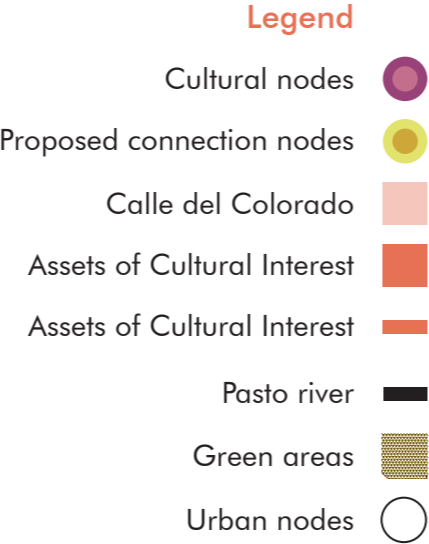 Legend
Cultural nodes
Proposed connection nodes
Calle del Colorado
Assets of Cultural Interest
Assets of Cultural Interest
Pasto river
Green areas
Urban nodes